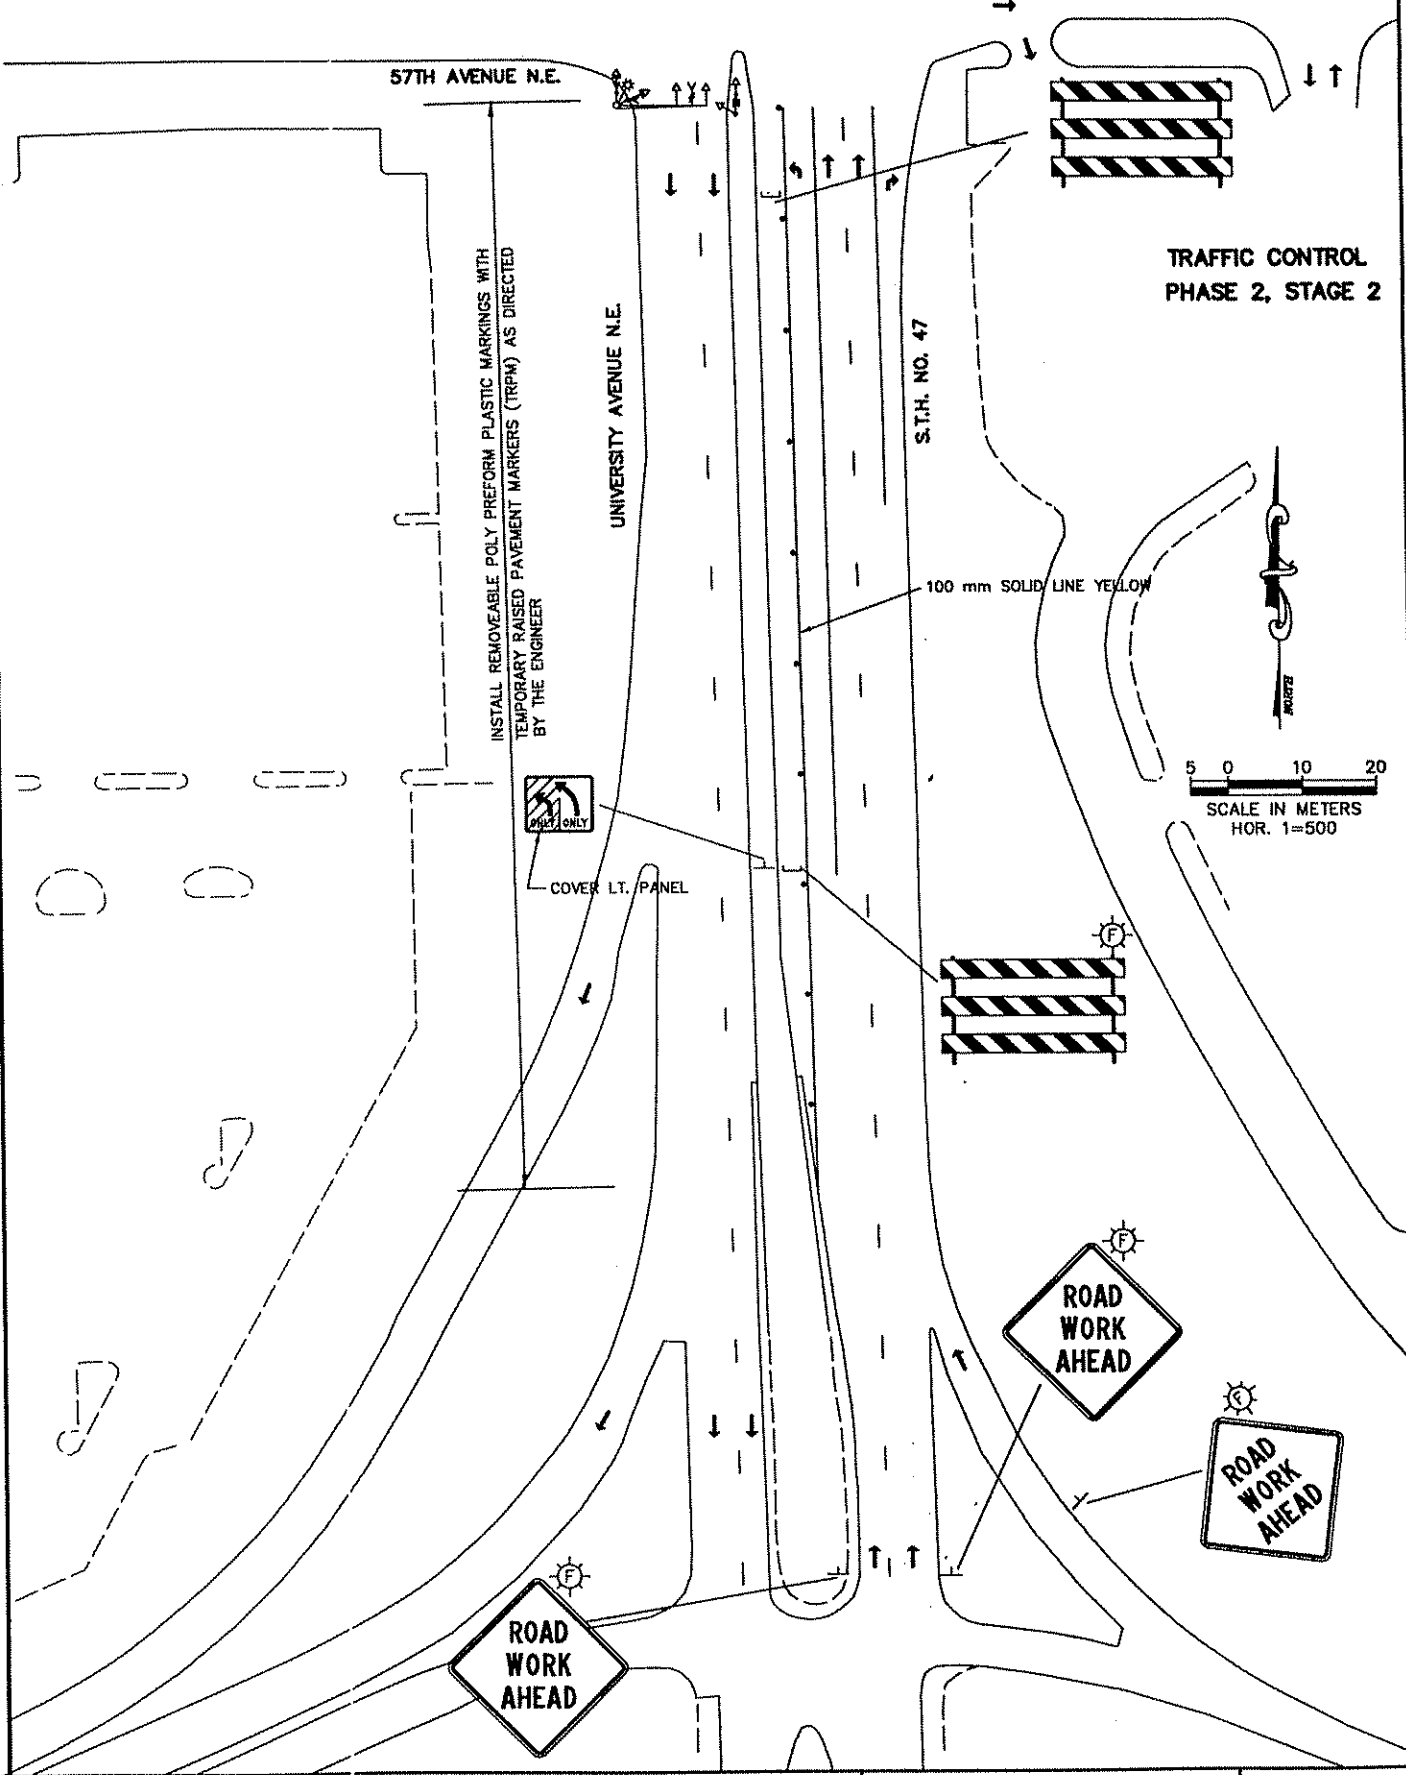 57TH AVENUE N.E.
TRAFFIC CONTROL
PHASE 2, STAGE 2
INSTALL REMOVEABLE POLY PREFORM PLASTIC MARKINGS WITH
TEMPORARY RAISED PAVEMENT MARKERS (TRPM) AS DIRECTED
BY THE ENGINEER
UNIVERSITY AVENUE N.E.
S.T.H. NO. 47
100 mm SOLID LINE YELLOW
NORTH
5 0 10 20
SCALE IN METERS
HOR. 1=500
ONLY ONLY
COVER LT. PANEL
F
F
ROAD
WORK
AHEAD
F
ROAD
WORK
AHEAD
F
ROAD
WORK
AHEAD